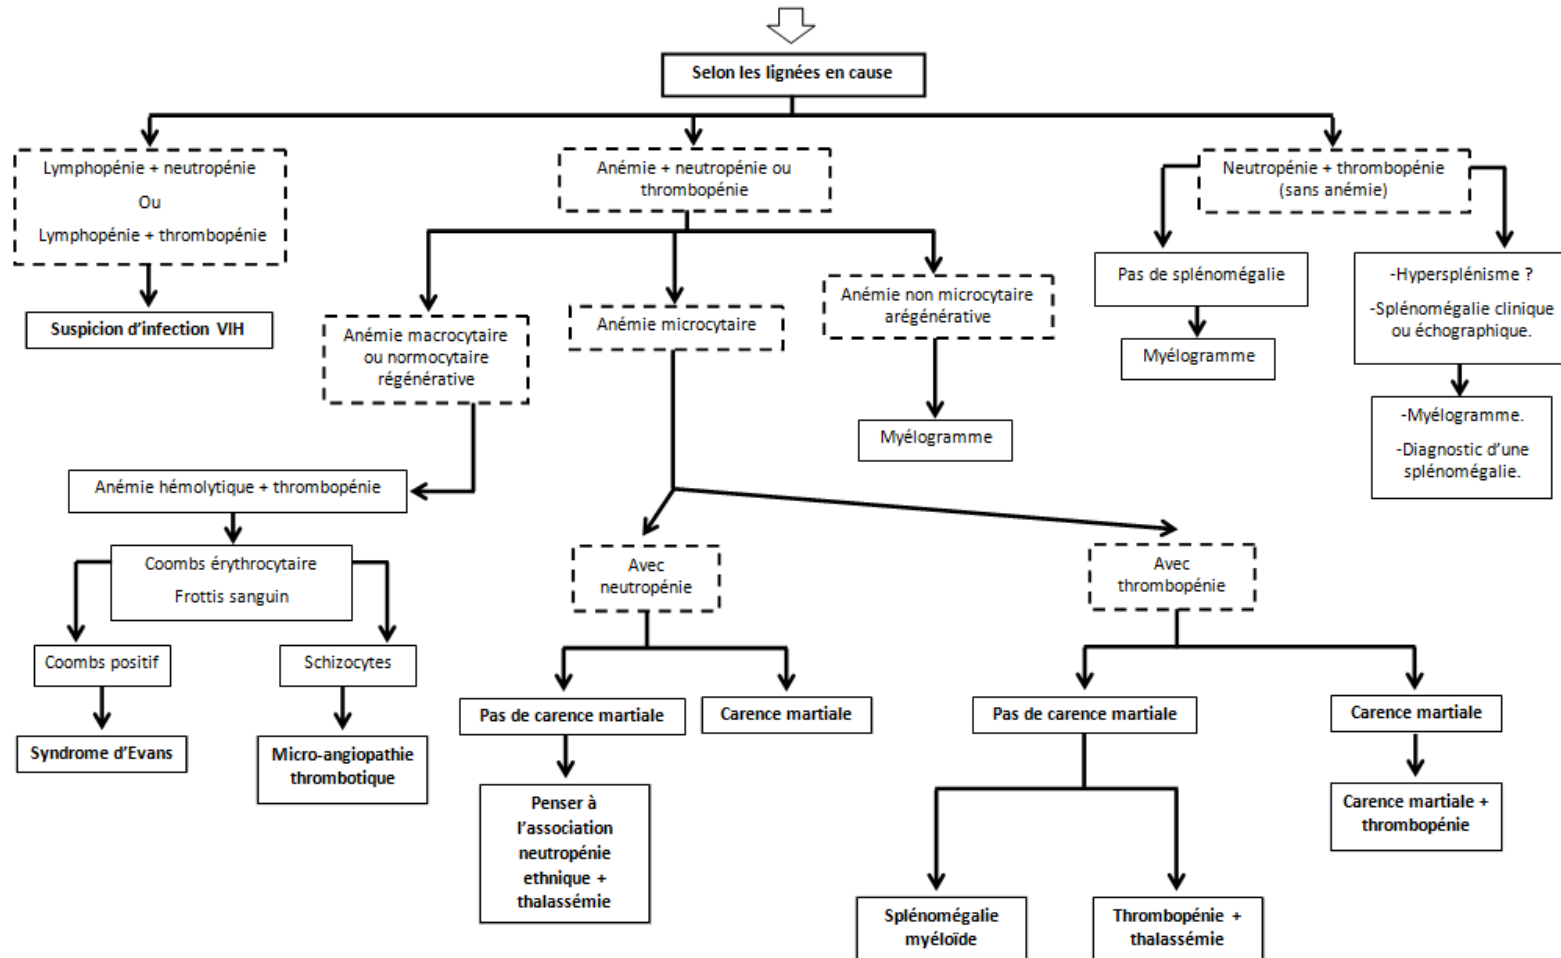 Selon les lignées en cause
Lymphopénie + neutropénie
Ou
Lymphopénie + thrombopénie
Anémie + neutropénie ou
thrombopénie
Neutropénie + thrombopénie
(sans anémie)
Suspicion d'infection VIH
Anémie macrocytaire
ou normocytaire
régénérative
Anémie microcytaire
Anémie non microcytaire
arégénérative
Pas de splénomégalie
-Hypersplénisme ?
-Splénomégalie clinique
ou échographique.
Myélogramme
Myélogramme
-Myélogramme.
-Diagnostic d'une
splénomégalie.
Anémie hémolytique + thrombopénie
Coombs érythrocytaire
Frottis sanguin
Avec
neutropénie
Avec
thrombopénie
Coombs positif
Schizocytes
Pas de carence martiale
Carence martiale
Pas de carence martiale
Carence martiale
Syndrome d'Evans
Micro-angiopathie
thrombotique
Penser à
l'association
neutropénie
ethnique +
thalassémie
Carence martiale +
thrombopénie
Splénomégalie
myéloïde
Thrombopénie +
thalassémie